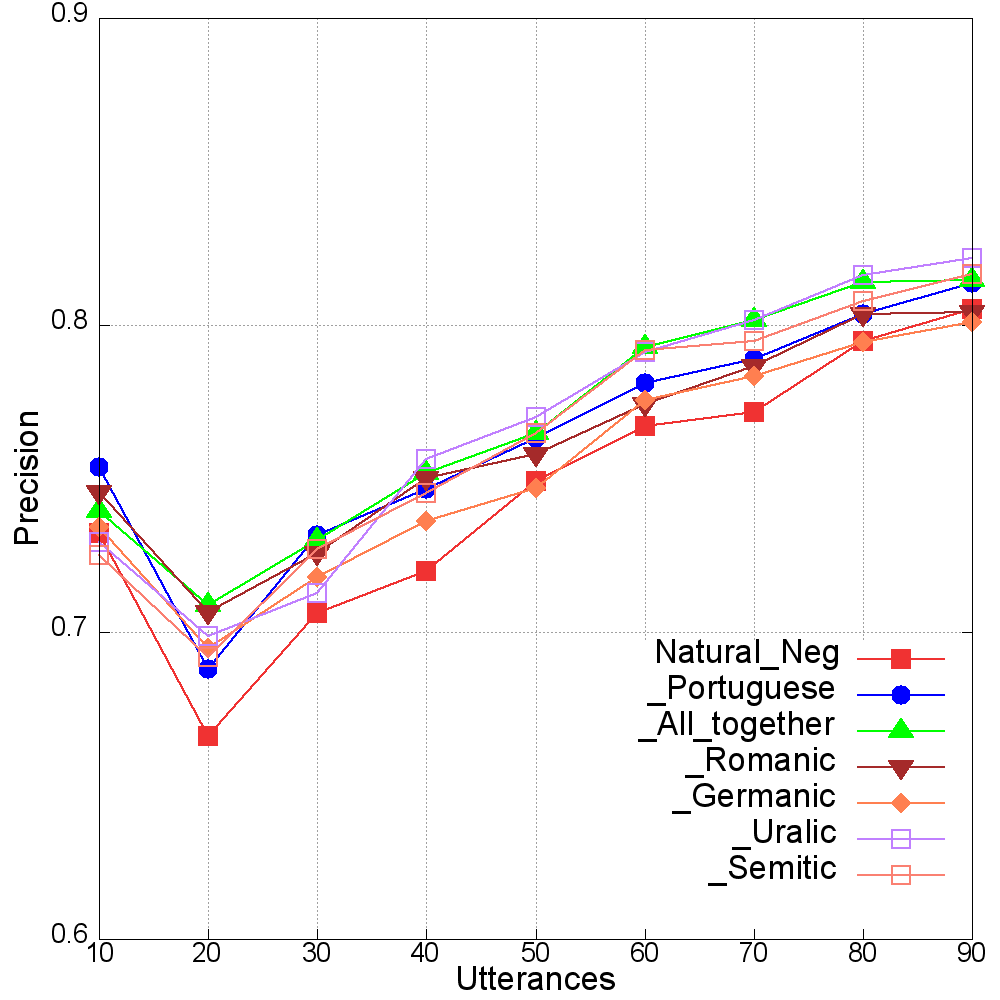 0.9
0.8
0.7
0.6
Precision
Natural_Neg
_Portuguese
_All_together
_Romanic
_Germanic
_Uralic
_Semitic
10 20 30 40 50 60 70 80 90
Utterances